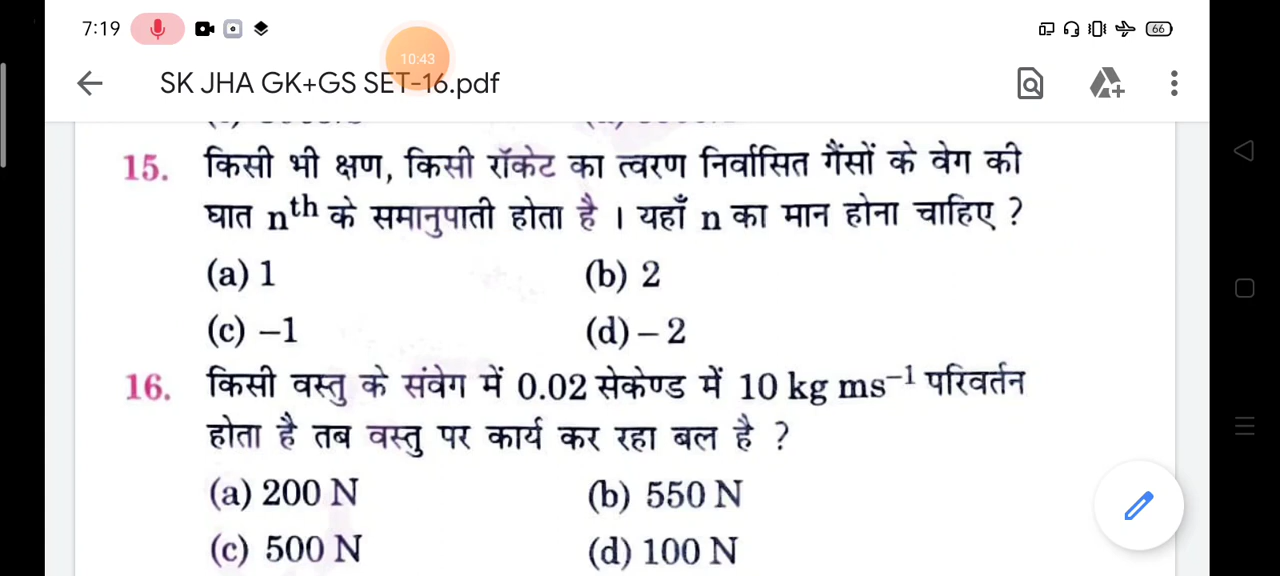 7:19
66
10:43
SK JHA GK+GS SET-16.pdf
15. किसी भी क्षण, किसी रॉकेट का त्वरण निर्वासित गैंसों के वेग की
घात nth के समानुपाती होता है । यहाँ n का मान होना चाहिए ?
(a) 1 (b) 2
(c) –1 (d) – 2
16. किसी वस्तु के संवेग में 0.02 सेकेण्ड में 10 kg ms–1 परिवर्तन
होता है तब वस्तु पर कार्य कर रहा बल है ?
(a) 200 N (b) 550 N
(c) 500 N (d) 100 N